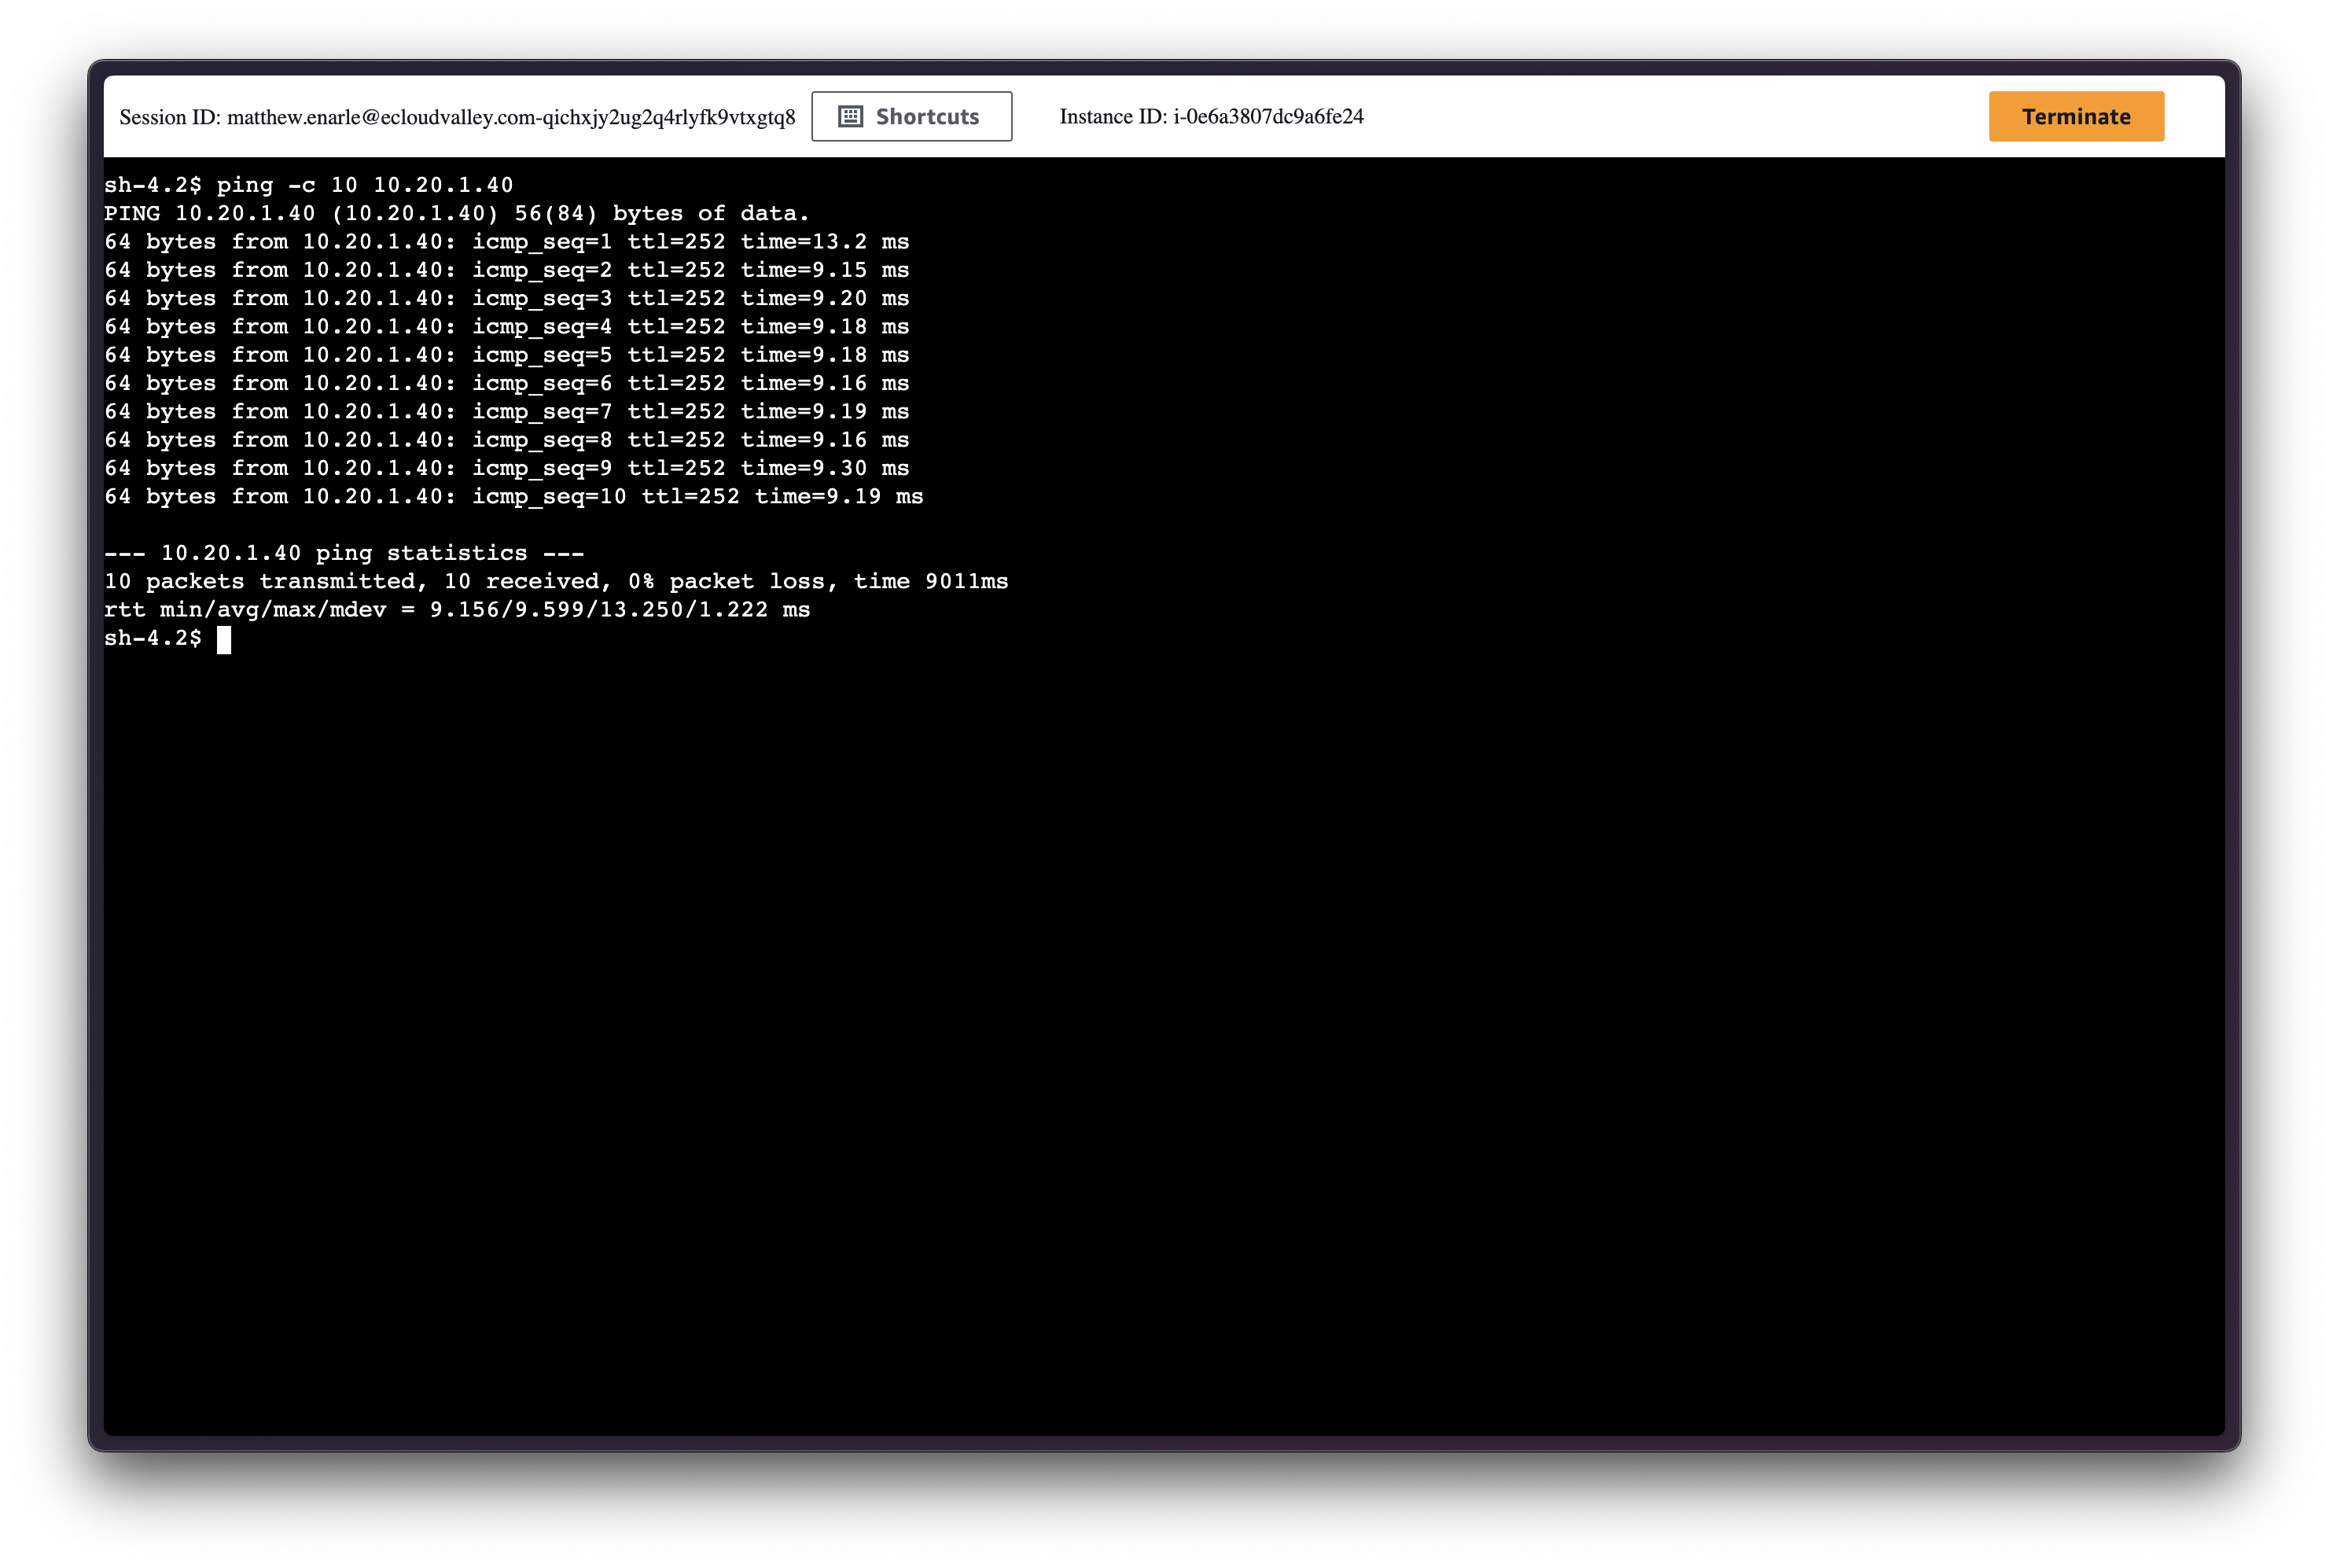 Session ID: matthew.enarle@ecloudvalley.com-qichxjy2ug2q4rlyfk9vtxgtq8 Shortcuts Instance ID: i-0e6a3807dc9a6fe24 Terminate
sh-4.2$ ping -c 10 10.20.1.40
PING 10.20.1.40 (10.20.1.40) 56(84) bytes of data.
64 bytes from 10.20.1.40: icmp_seq=1 ttl=252 time=13.2 ms
64 bytes from 10.20.1.40: icmp_seq=2 ttl=252 time=9.15 ms
64 bytes from 10.20.1.40: icmp_seq=3 ttl=252 time=9.20 ms
64 bytes from 10.20.1.40: icmp_seq=4 ttl=252 time=9.18 ms
64 bytes from 10.20.1.40: icmp_seq=5 ttl=252 time=9.18 ms
64 bytes from 10.20.1.40: icmp_seq=6 ttl=252 time=9.16 ms
64 bytes from 10.20.1.40: icmp_seq=7 ttl=252 time=9.19 ms
64 bytes from 10.20.1.40: icmp_seq=8 ttl=252 time=9.16 ms
64 bytes from 10.20.1.40: icmp_seq=9 ttl=252 time=9.30 ms
64 bytes from 10.20.1.40: icmp_seq=10 ttl=252 time=9.19 ms
--- 10.20.1.40 ping statistics ---
10 packets transmitted, 10 received, 0% packet loss, time 9011ms
rtt min/avg/max/mdev = 9.156/9.599/13.250/1.222 ms
sh-4.2$